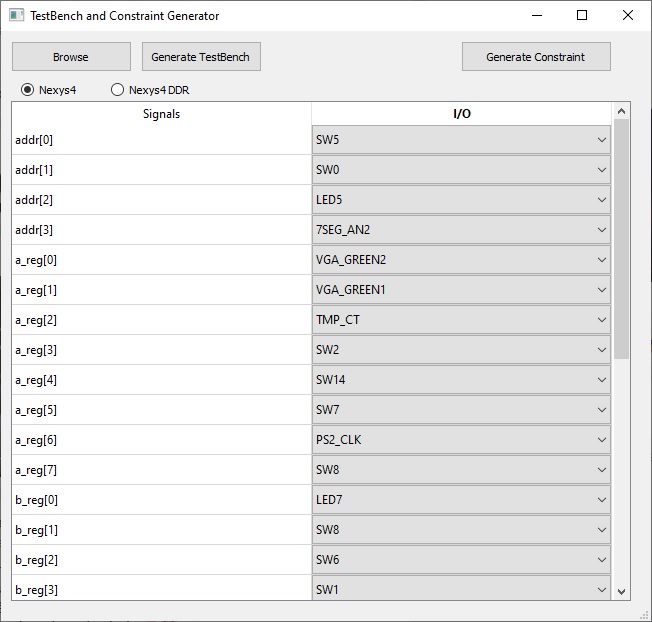 TestBench and Constraint Generator
Browse Generate TestBench Generate Constraint
Nexys4 Nexys4 DDR
Signals I/O
addr[0] SW5
addr[1] SW0
addr[2] LED5
addr[3] 7SEG_AN2
a_reg[0] VGA_GREEN2
a_reg[1] VGA_GREEN1
a_reg[2] TMP_CT
a_reg[3] SW2
a_reg[4] SW14
a_reg[5] SW7
a_reg[6] PS2_CLK
a_reg[7] SW8
b_reg[0] LED7
b_reg[1] SW8
b_reg[2] SW6
b_reg[3] SW1